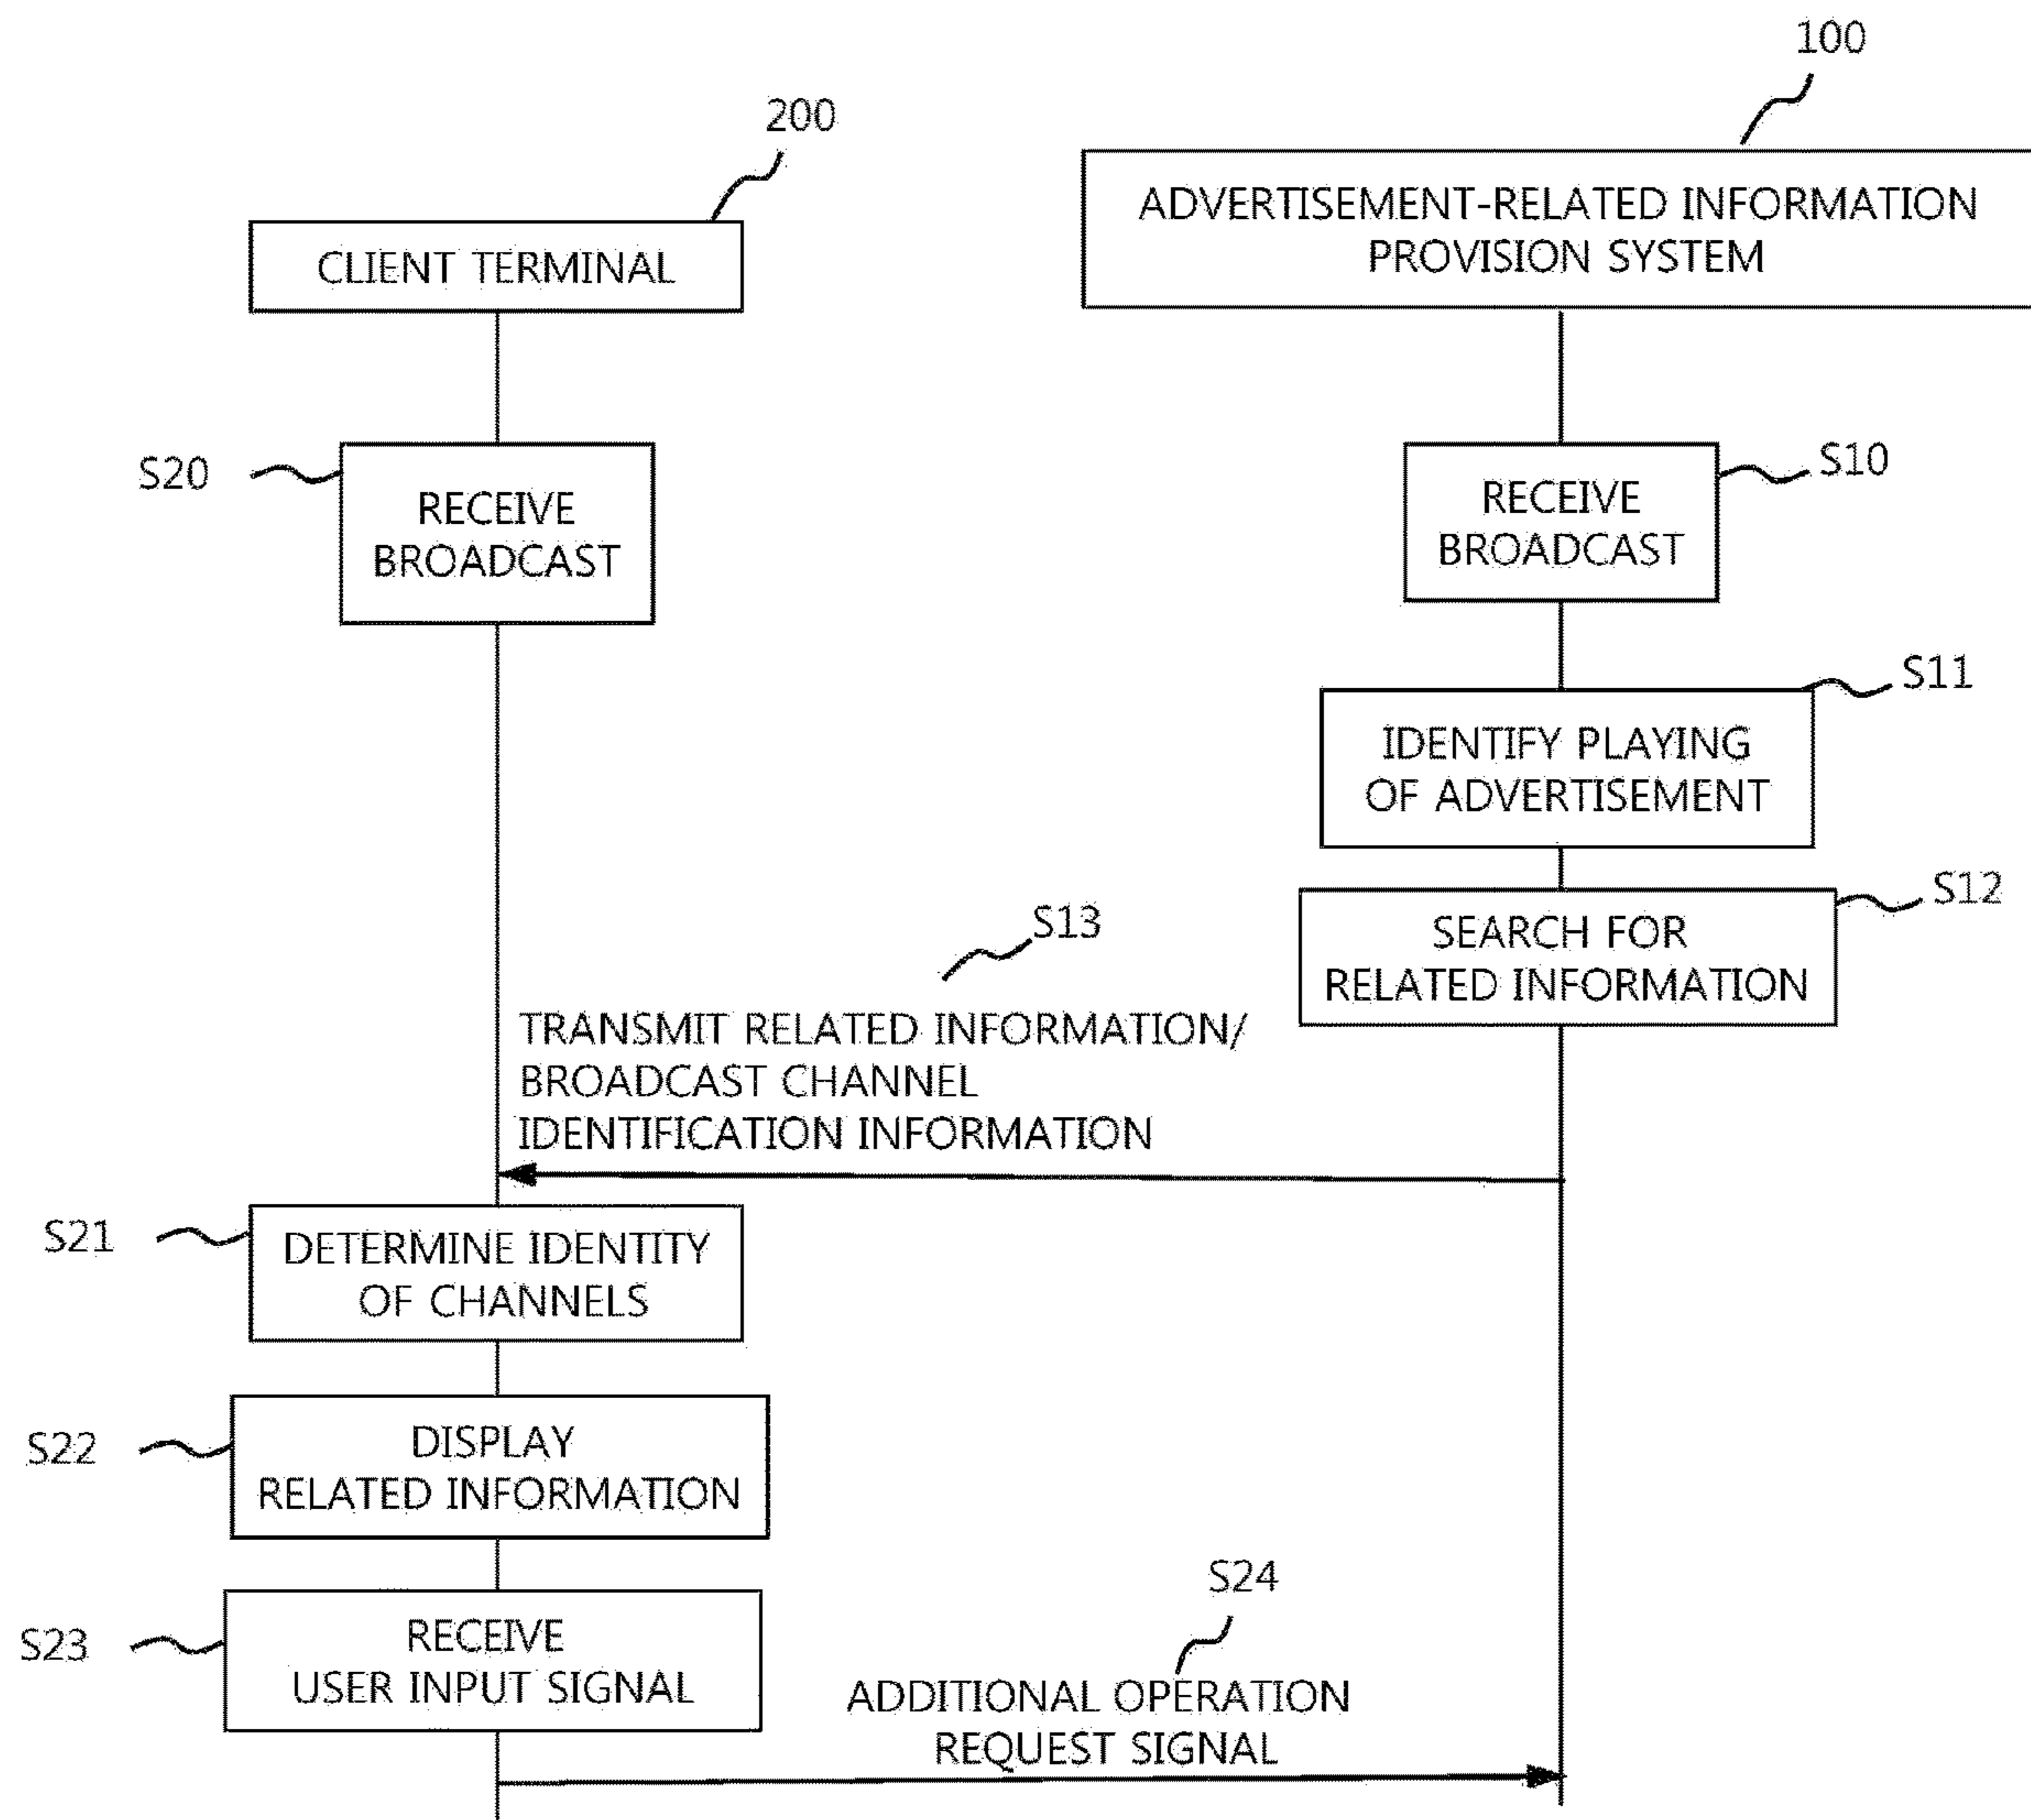 100
200
ADVERTISEMENT-RELATED INFORMATION
PROVISION SYSTEM
CLIENT TERMINAL
S20
RECEIVE
BROADCAST
S10
RECEIVE
BROADCAST
S11
IDENTIFY PLAYING
OF ADVERTISEMENT
S12
SEARCH FOR
RELATED INFORMATION
S13
TRANSMIT RELATED INFORMATION/
BROADCAST CHANNEL
IDENTIFICATION INFORMATION
S21
DETERMINE IDENTITY
OF CHANNELS
S22
DISPLAY
RELATED INFORMATION
S23
RECEIVE
USER INPUT SIGNAL
S24
ADDITIONAL OPERATION
REQUEST SIGNAL